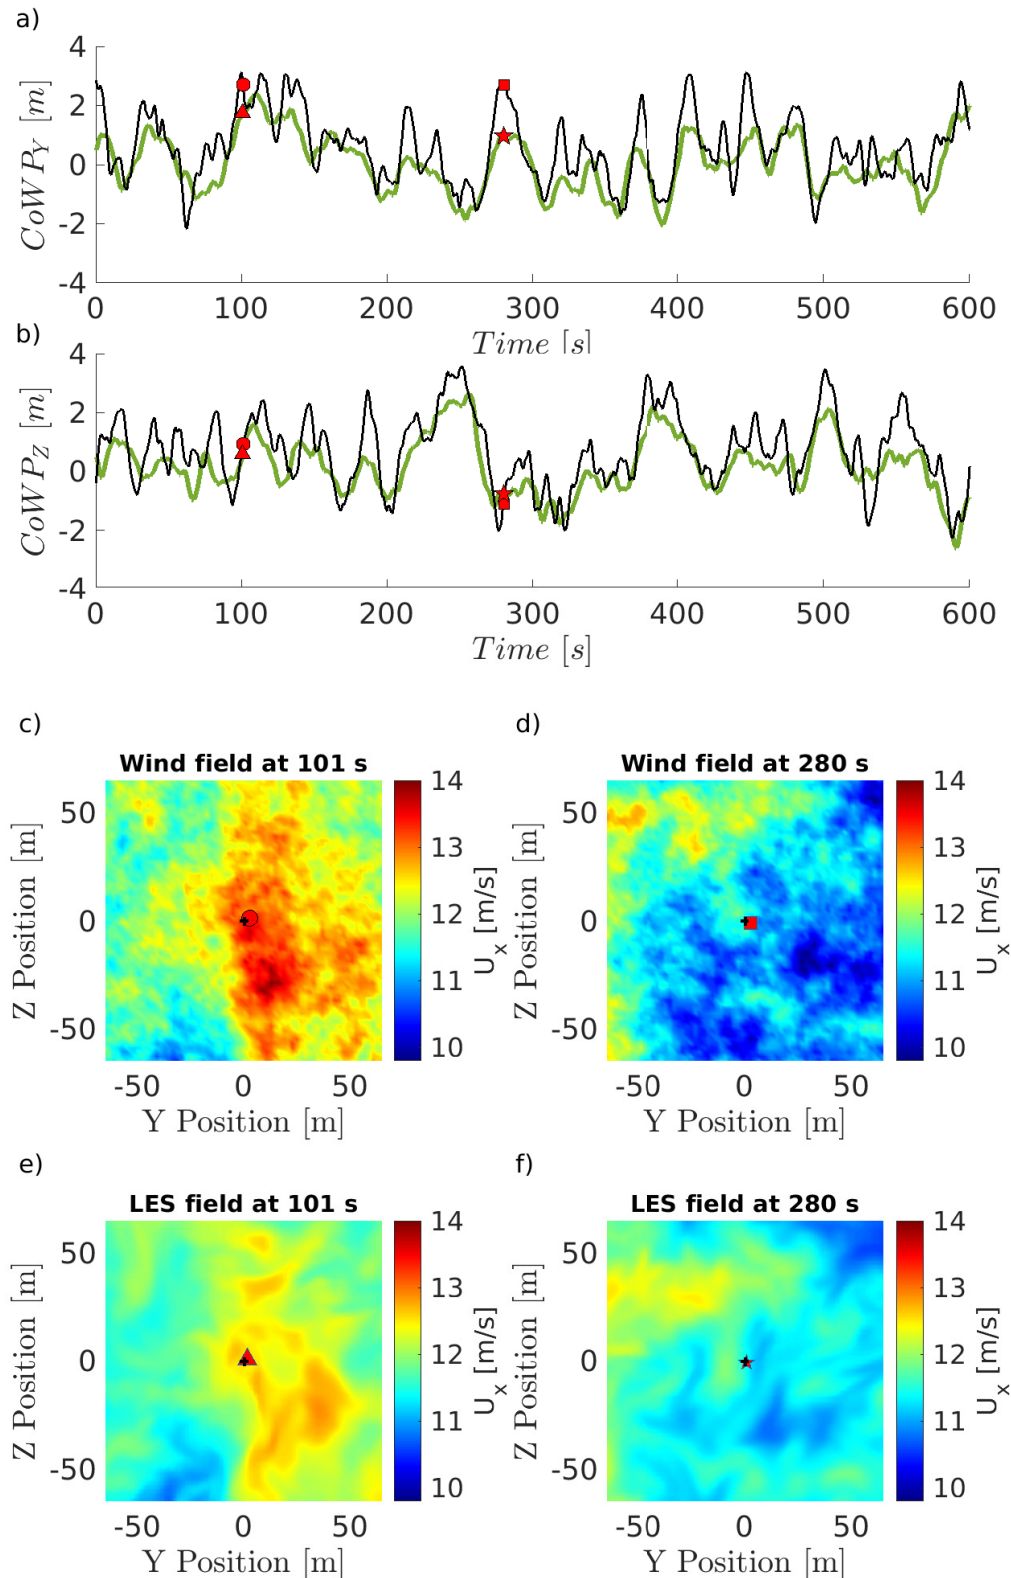 a)
4
2
0
-2
-4
CoWP_Y [m]
0 100 200 300 400 500 600
Time [s]
b)
4
2
0
-2
-4
CoWP_Z [m]
0 100 200 300 400 500 600
Time [s]
c)
Wind field at 101 s
50
0
-50
Z Position [m]
-50 0 50
Y Position [m]
14
13
12
11
10
U_x [m/s]
d)
Wind field at 280 s
50
0
-50
Z Position [m]
-50 0 50
Y Position [m]
14
13
12
11
10
U_x [m/s]
e)
LES field at 101 s
50
0
-50
Z Position [m]
-50 0 50
Y Position [m]
14
13
12
11
10
U_x [m/s]
f)
LES field at 280 s
50
0
-50
Z Position [m]
-50 0 50
Y Position [m]
14
13
12
11
10
U_x [m/s]